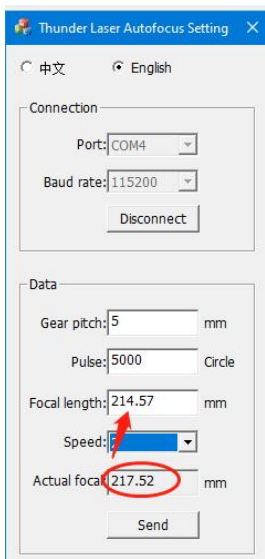 Thunder Laser Autofocus Setting
中文 English
Connection
Port: COM4
Baud rate: 115200
Disconnect
Data
Gear pitch: 5 mm
Pulse: 5000 Circle
Focal length: 214.57 mm
Speed:
Actual focal: 217.52 mm
Send